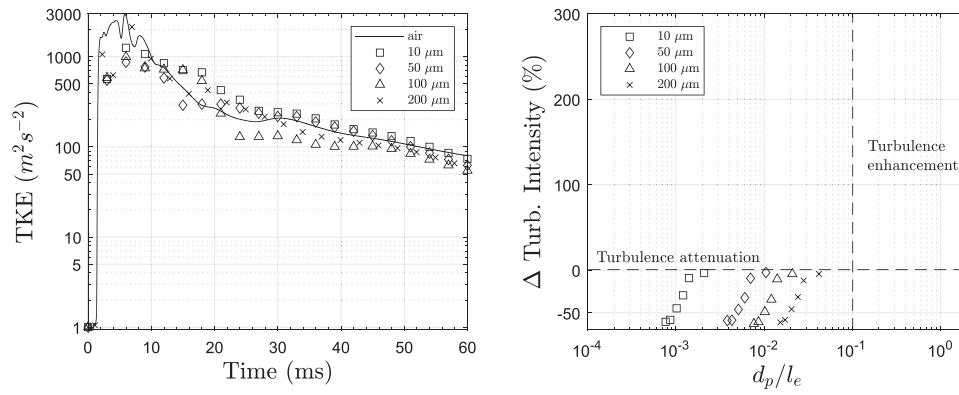 3000
1000
500
100
50
10
5
1
TKE (m²s⁻²)
0
10
20
30
40
50
60
Time (ms)
air
10 μm
50 μm
100 μm
200 μm
300
200
100
0
-50
Δ Turb. Intensity (%)
10⁻⁴
10⁻³
10⁻²
10⁻¹
10⁰
dₚ/lₑ
10 μm
50 μm
100 μm
200 μm
Turbulence
enhancement
Turbulence attenuation